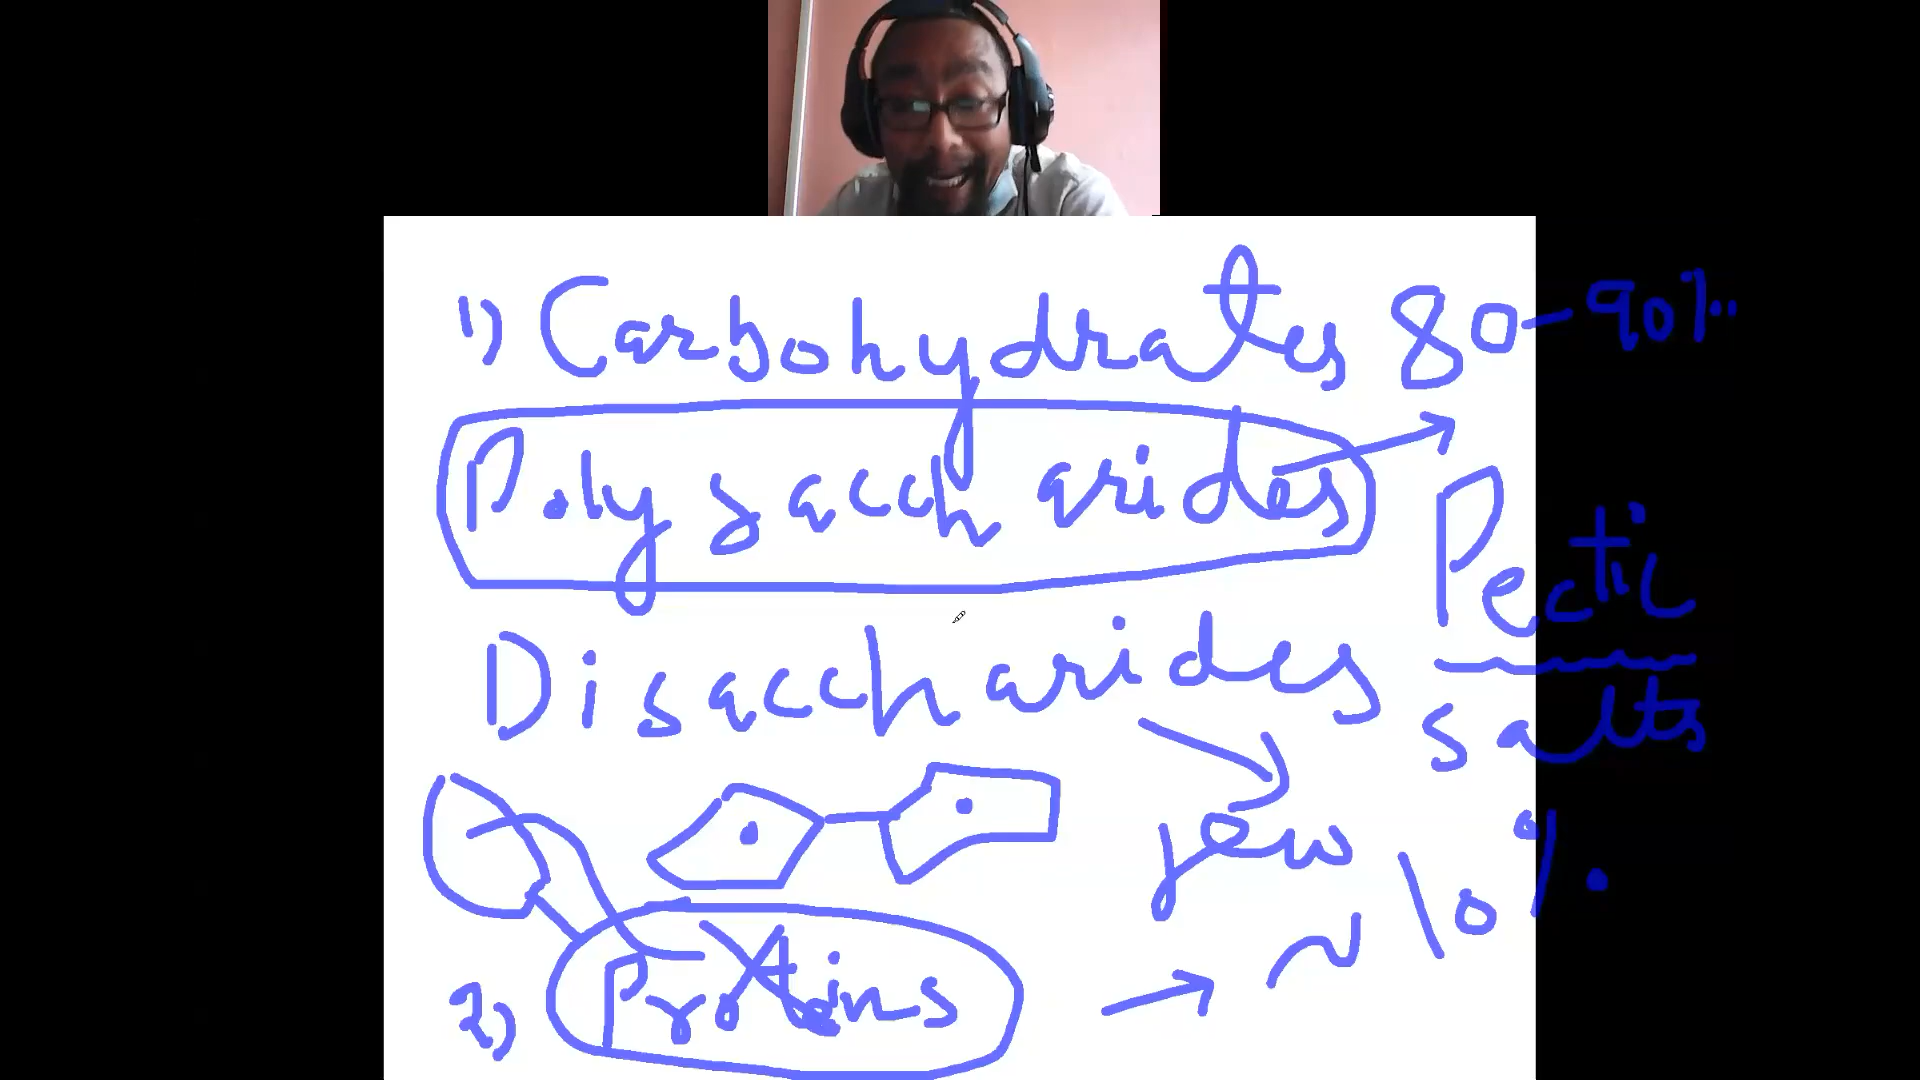 1) Carbohydrates 80-90%
Polysaccharides
Pectic
salts
Disaccharides
few
2) Proteins → ~ 10%